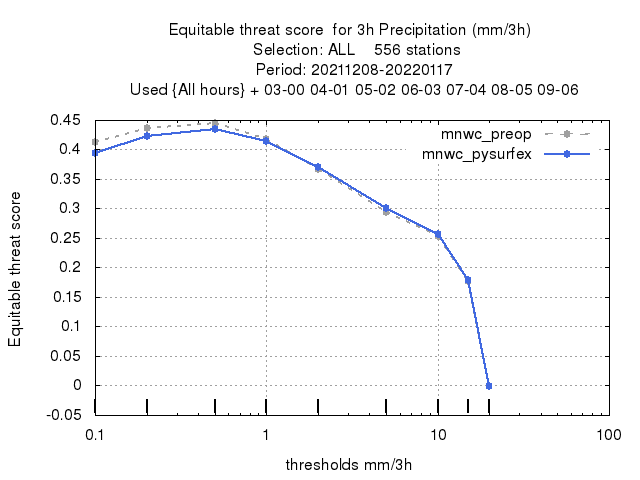 Equitable threat score  for 3h Precipitation (mm/3h)
Selection: ALL    556 stations
Period: 20211208-20220117
Used {All hours} + 03-00 04-01 05-02 06-03 07-04 08-05 09-06
mnwc_preop
mnwc_pysurfex
Equitable threat score
0.45
0.4
0.35
0.3
0.25
0.2
0.15
0.1
0.05
0
-0.05
0.1 1 10 100
thresholds mm/3h